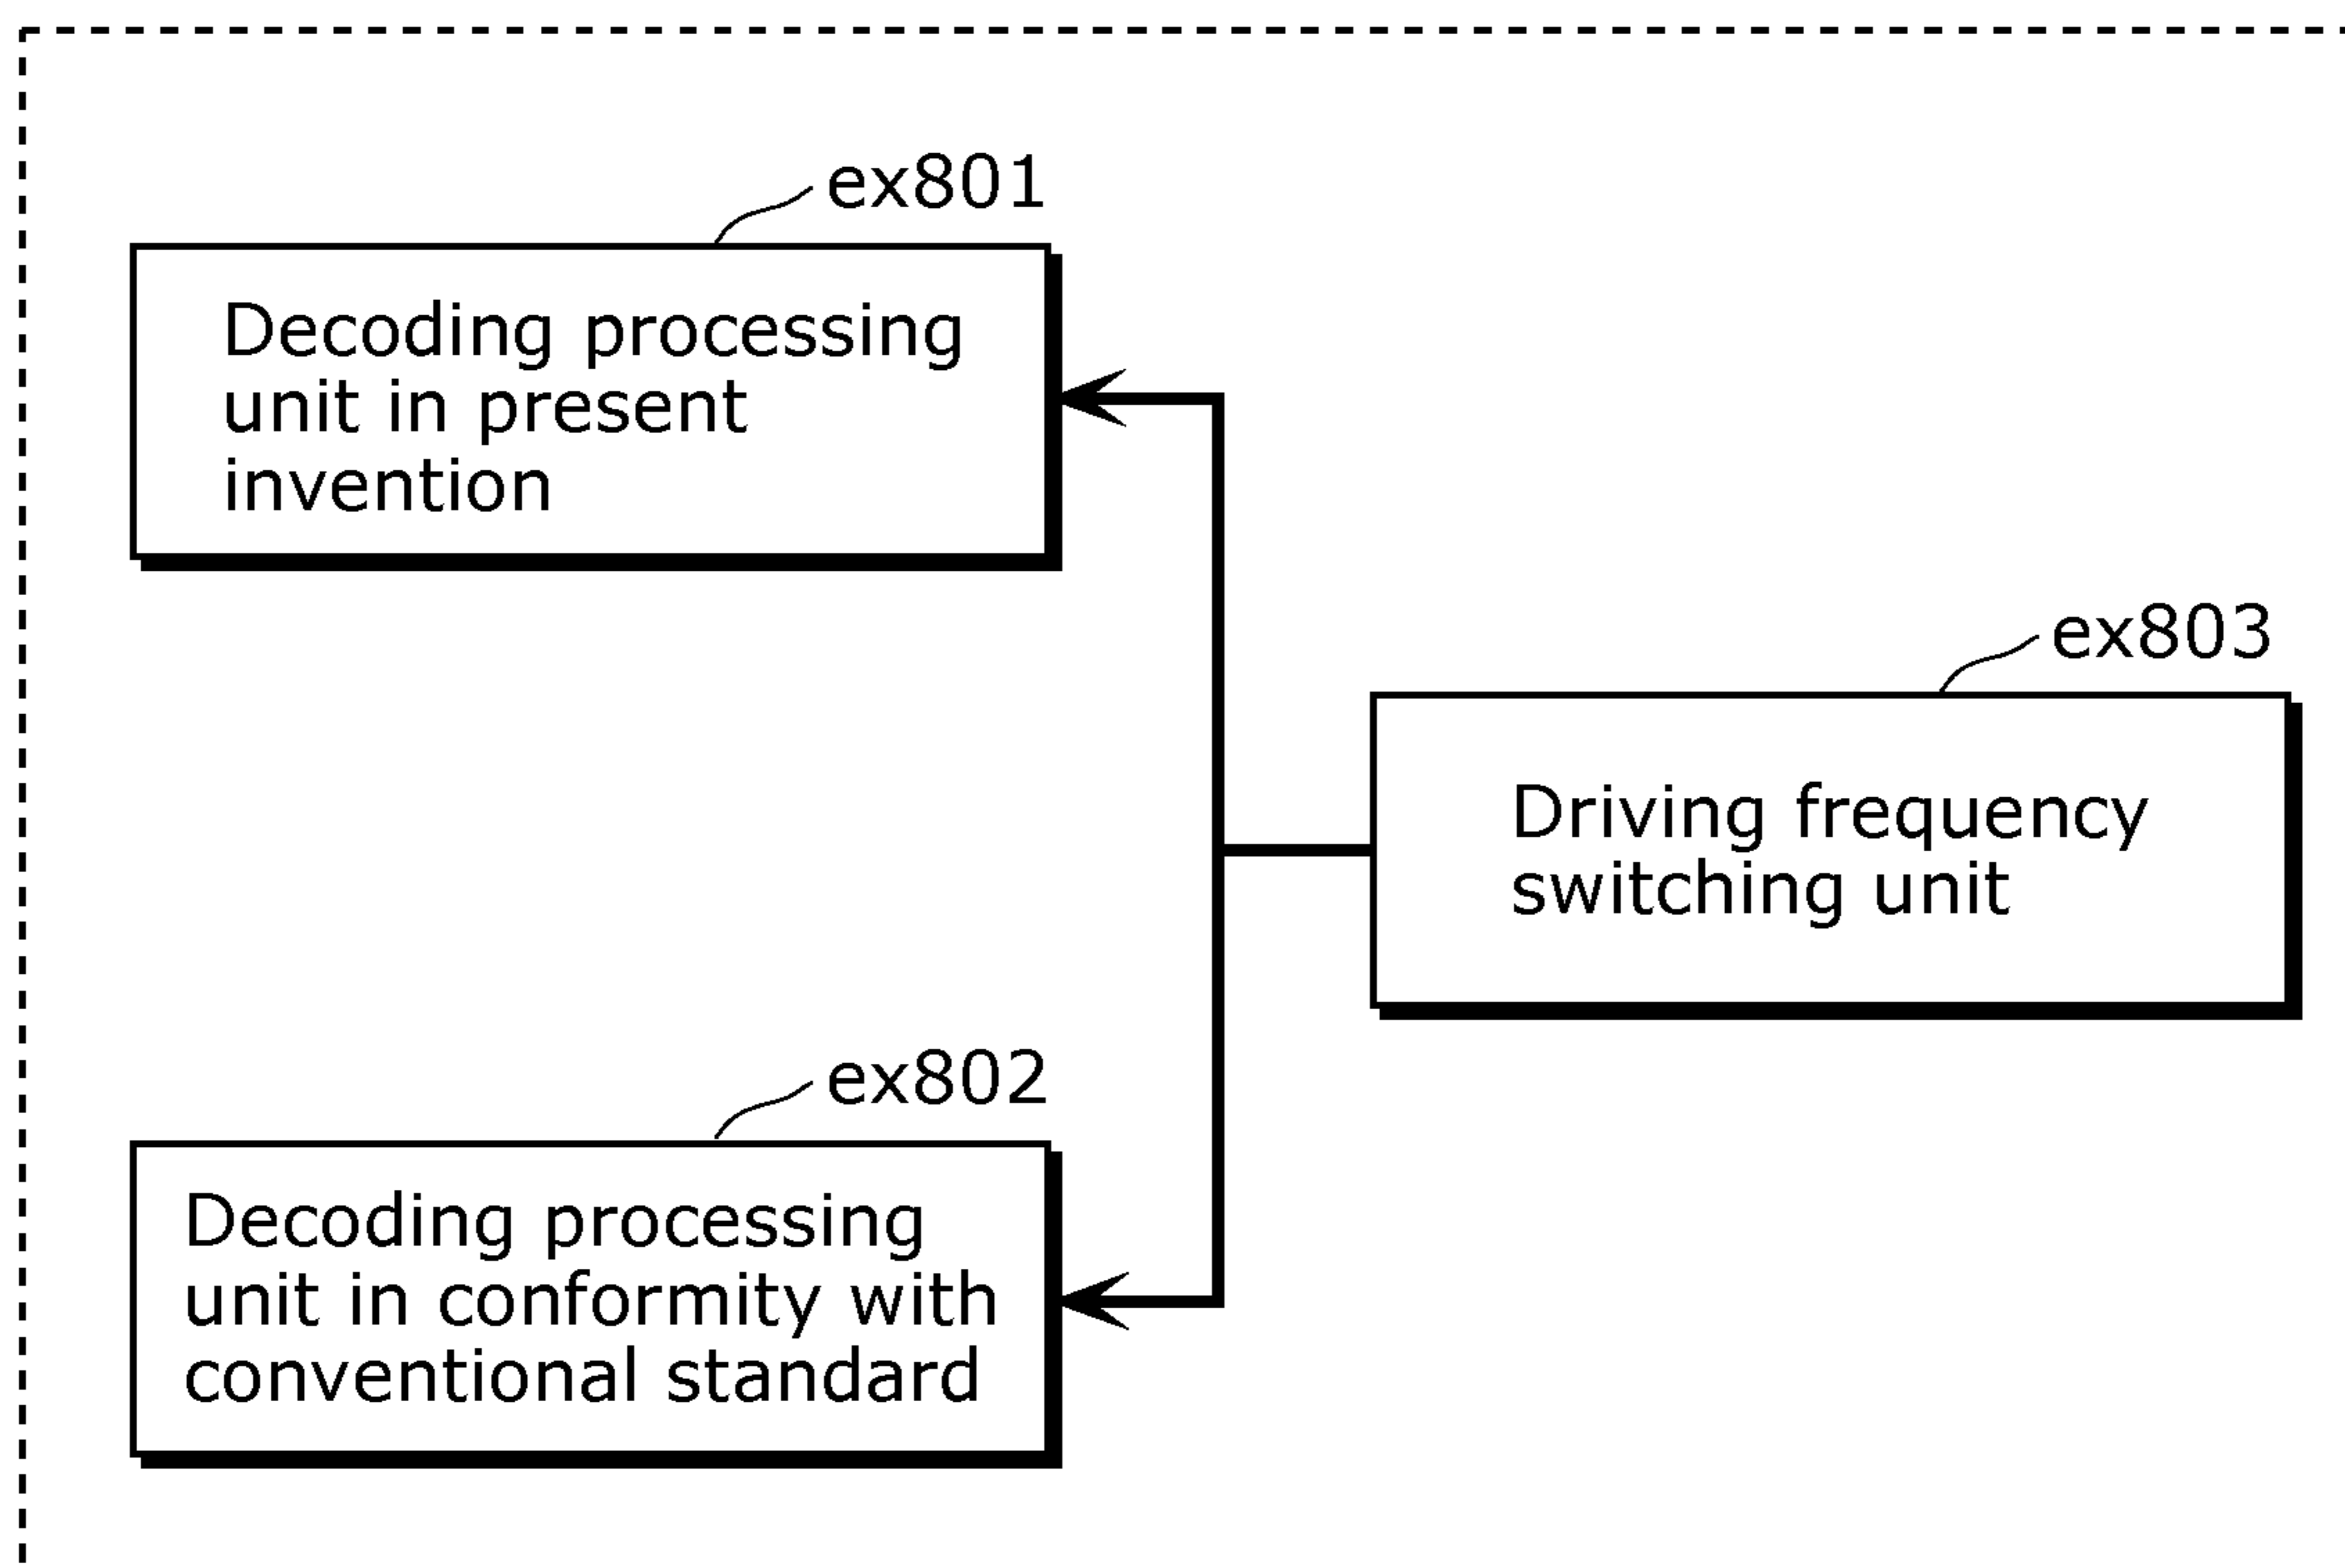 ex801
Decoding processing
unit in present
invention
ex803
Driving frequency
switching unit
ex802
Decoding processing
unit in conformity with
conventional standard